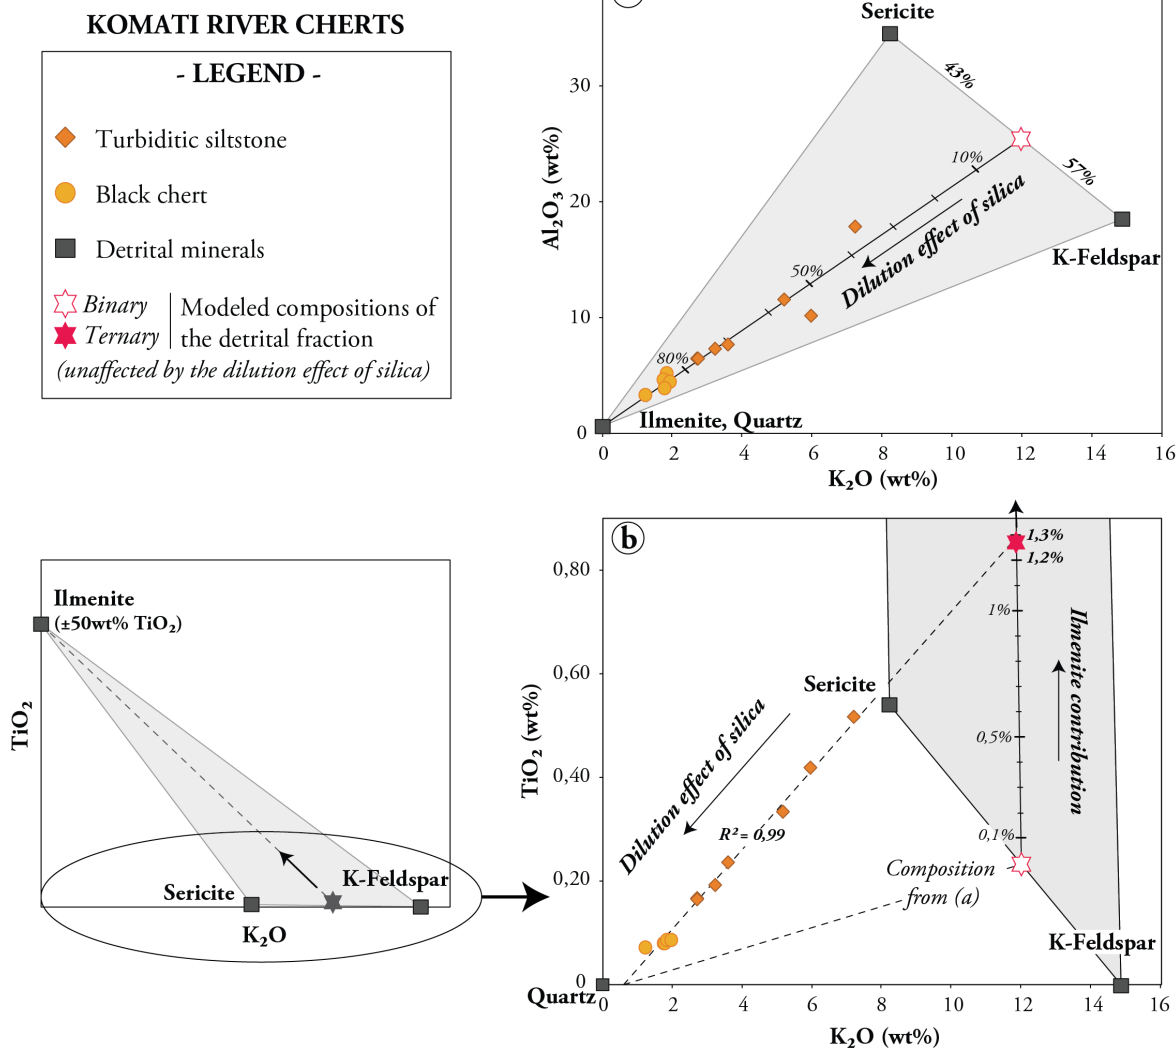 KOMATI RIVER CHERTS
- LEGEND -
Turbiditic siltstone
Black chert
Detrital minerals
Binary
Ternary
Modeled compositions of
the detrital fraction
(unaffected by the dilution effect of silica)
Sericite
43%
30
10%
57%
20
Al₂O₃ (wt%)
Dilution effect of silica
K-Feldspar
50%
10
80%
Ilmenite, Quartz
0
0 2 4 6 8 10 12 14 16
K₂O (wt%)
Ilmenite
(±50wt% TiO₂)
TiO₂
Sericite
K-Feldspar
K₂O
b
0,80
1,3%
1,2%
1%
Ilmenite contribution
0,60
Sericite
TiO₂ (wt%)
Dilution effect of silica
0,5%
0,40
R² = 0,99
0,1%
Composition
from (a)
0,20
K-Feldspar
0
Quartz
2 4 6 8 10 12 14 16
K₂O (wt%)